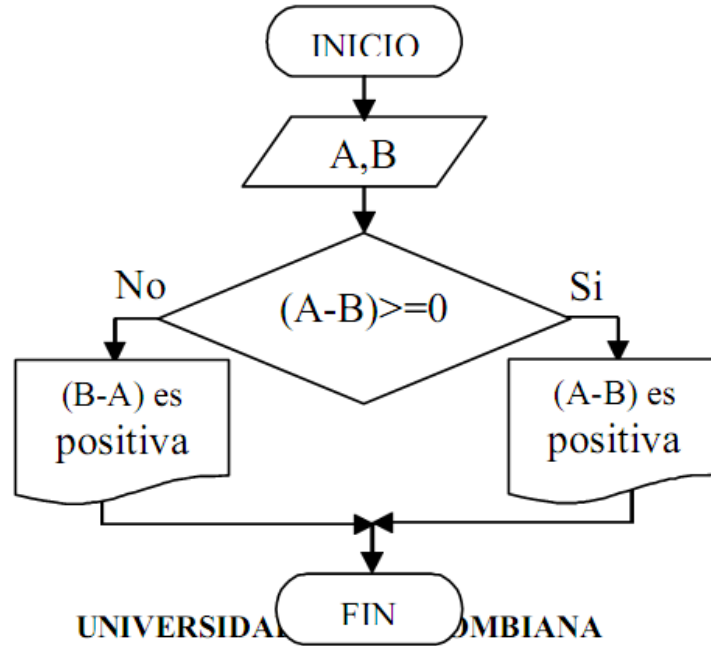 INICIO
A,B
No
Si
(A-B)>=0
(B-A) es
positiva
(A-B) es
positiva
FIN